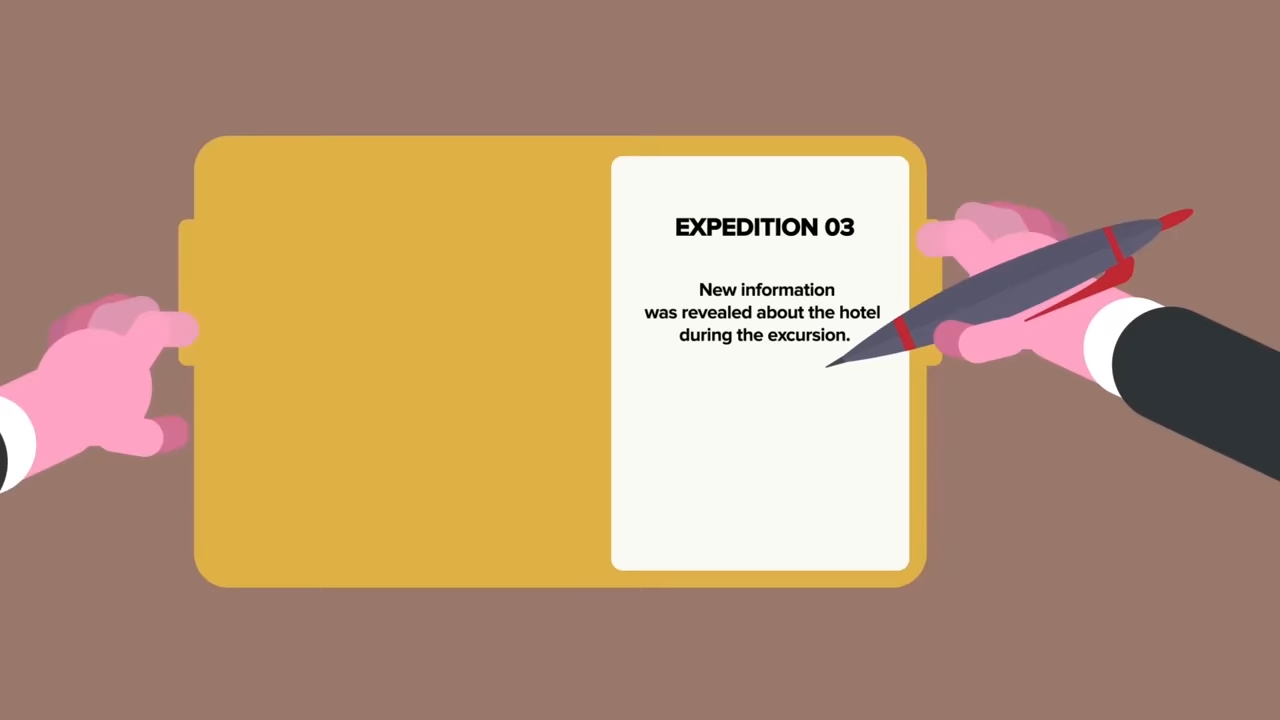 EXPEDITION 03
New information
was revealed about the hotel
during the excursion.